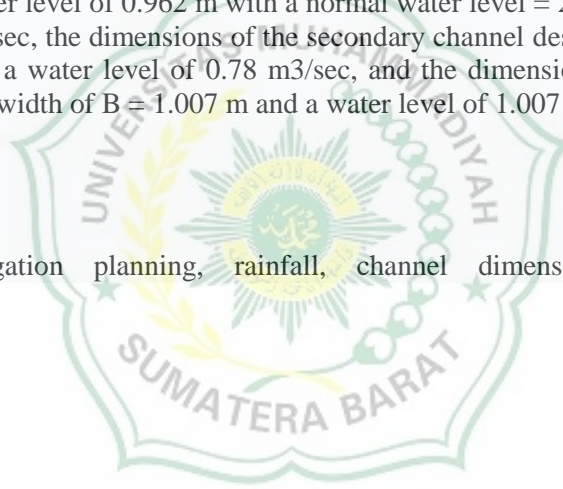 er level of 0.962 m with a normal water level = 2
/sec, the dimensions of the secondary channel des
a water level of 0.78 m3/sec, and the dimensio
width of B = 1.007 m and a water level of 1.007
gation planning, rainfall, channel dimens
UNIVERSITAS MUHAMMADIYAH
SUMATERA BARAT